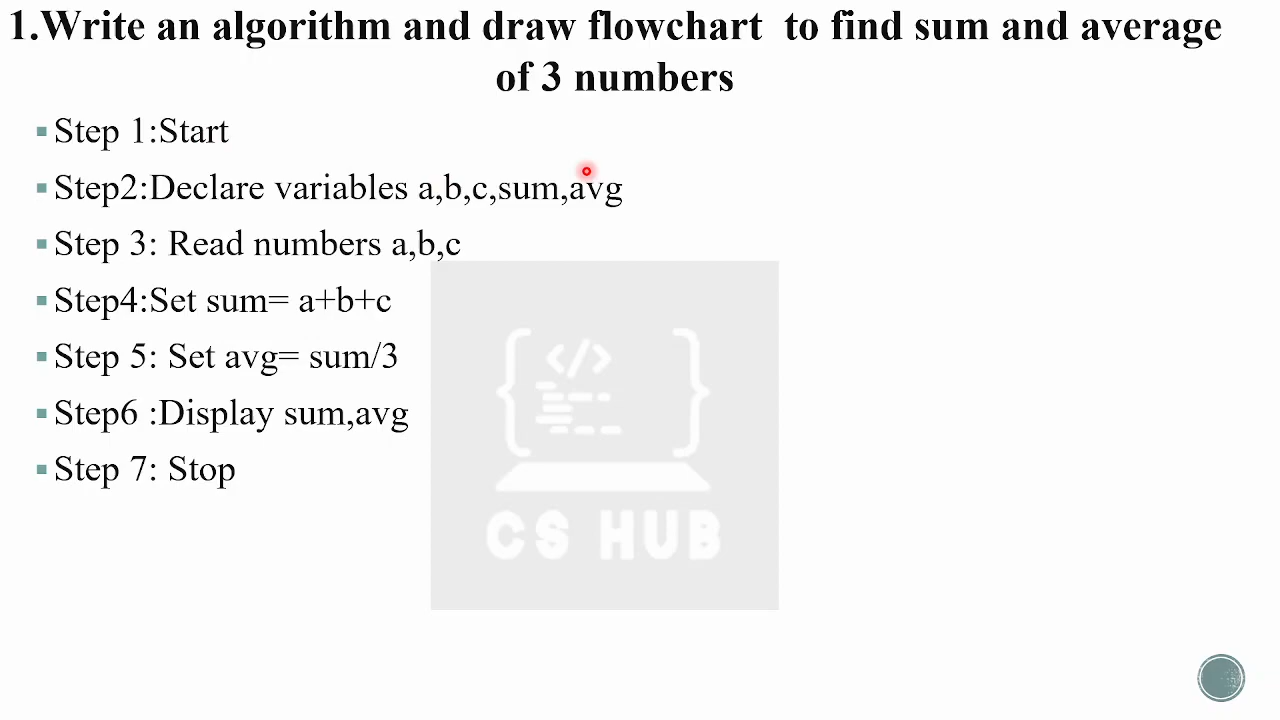 1.Write an algorithm and draw flowchart  to find sum and average
of 3 numbers
Step 1:Start
Step2:Declare variables a,b,c,sum,avg
Step 3: Read numbers a,b,c
Step4:Set sum= a+b+c
Step 5: Set avg= sum/3
Step6 :Display sum,avg
Step 7: Stop
</>
CS HUB